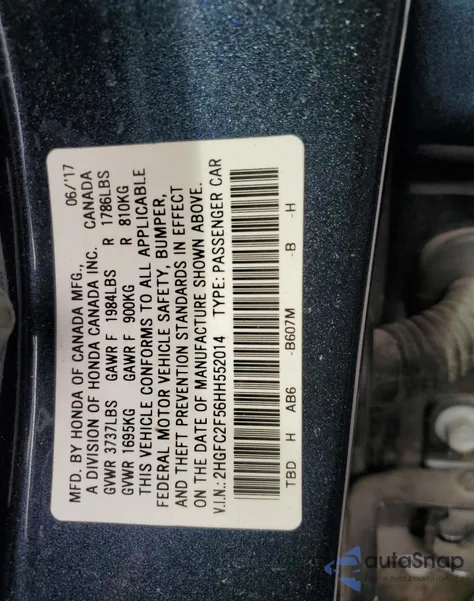 MFD. BY HONDA OF CANADA MFG., 06/'17
A DIVISION OF HONDA CANADA INC. CANADA
GVWR 3737LBS GAWR F 1984LBS R 1786LBS
GVWR 1695KG GAWR F 900KG R 810KG
THIS VEHICLE CONFORMS TO ALL APPLICABLE
FEDERAL MOTOR VEHICLE SAFETY, BUMPER,
AND THEFT PREVENTION STANDARDS IN EFFECT
ON THE DATE OF MANUFACTURE SHOWN ABOVE.
V.I.N.: 2HGFC2F56HH552014 TYPE: PASSENGER CAR
TBD H AB6 -B607M -B -H
autoSnap